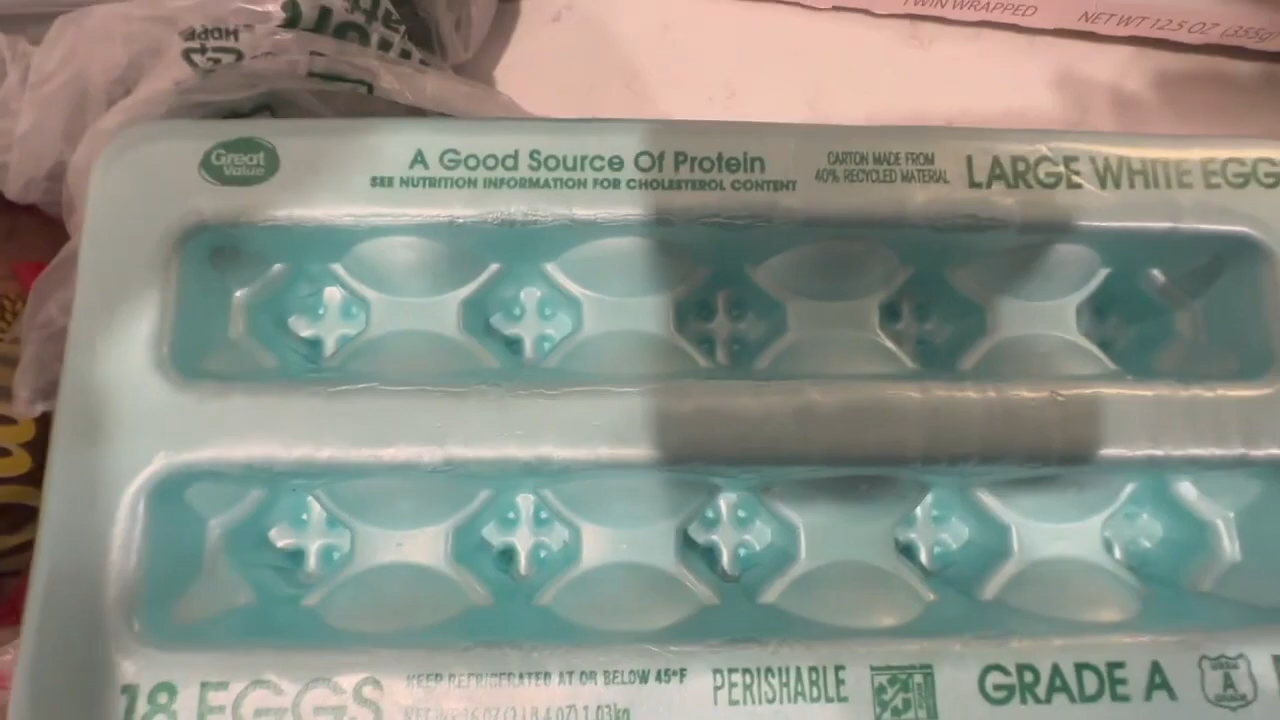 TWIN WRAPPED
NET WT 12.5 OZ (355g)
Great
Value
A Good Source Of Protein
SEE NUTRITION INFORMATION FOR CHOLESTEROL CONTENT
CARTON MADE FROM
40% RECYCLED MATERIAL
LARGE WHITE EGG
18 EGGS
KEEP REFRIGERATED AT OR BELOW 45°F
PERISHABLE
GRADE A
USDA
A